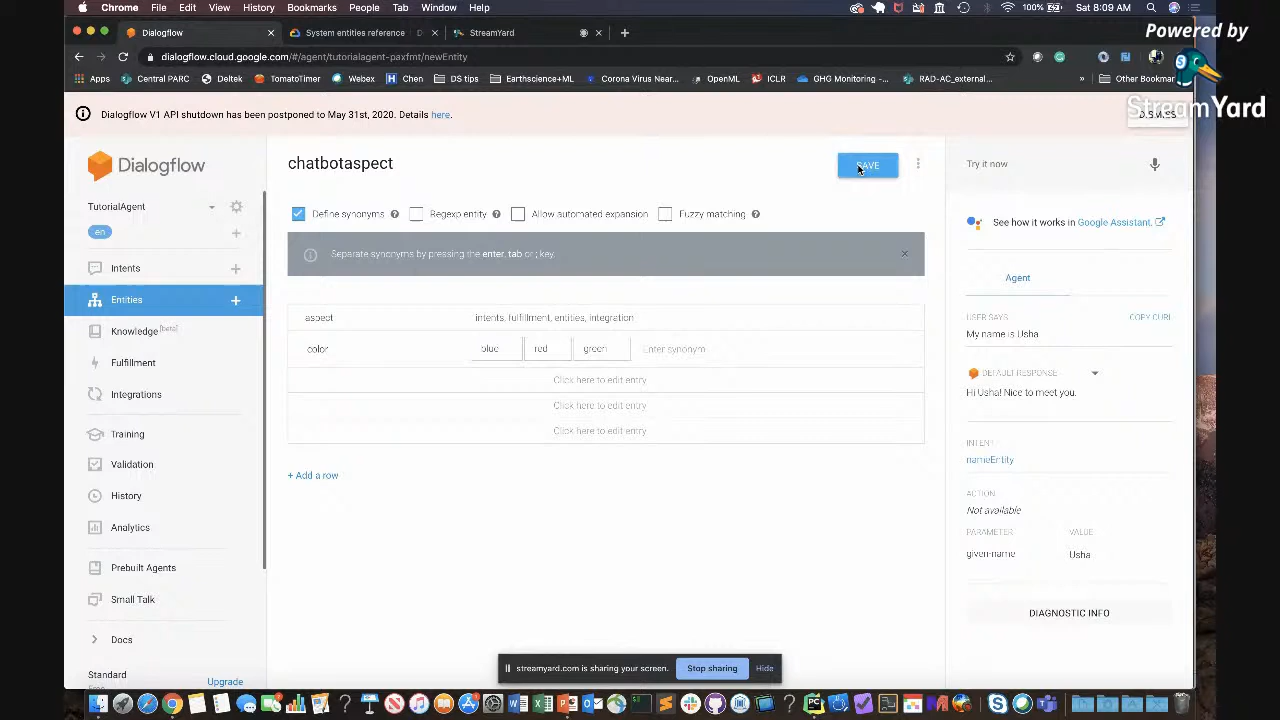 Chrome File Edit View History Bookmarks People Tab Window Help 100% Sat 8:09 AM
Dialogflow System entities reference StreamYard
dialogflow.cloud.google.com/#/agent/tutorialagent-paxfmt/newEntity
Apps Central PARC Deltek TomatoTimer Webex Chen DS tips Earthscience+ML Corona Virus Near... OpenML ICLR GHG Monitoring -... RAD-AC_external... » Other Bookmar
Powered by
StreamYard
Dialogflow V1 API shutdown has been postponed to May 31st, 2020. Details here.
Dialogflow
chatbotaspect
SAVE
Try it now
TutorialAgent
en
Define synonyms Regexp entity Allow automated expansion Fuzzy matching
See how it works in Google Assistant.
Separate synonyms by pressing the enter, tab or ; key.
Intents
Entities
Knowledge [beta]
Fulfillment
Integrations
Training
Validation
History
Analytics
Prebuilt Agents
Small Talk
Docs
Standard
Free
Upgrade
aspect intents, fulfillment, entities, integration
color blue red green Enter synonym
Click here to edit entry
Click here to edit entry
Click here to edit entry
+ Add a row
Agent
USER SAYS COPY CURL
My name is Usha
DEFAULT RESPONSE
Hi Usha! Nice to meet you.
INTENT
nameEntity
ACTION
Not available
PARAMETER VALUE
given-name Usha
DIAGNOSTIC INFO
streamyard.com is sharing your screen. Stop sharing Hide